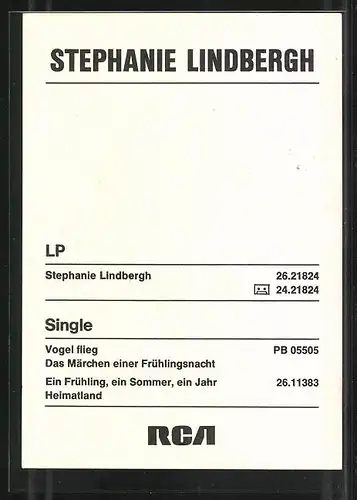 STEPHANIE LINDBERGH
LP
Stephanie Lindbergh 26.21824
24.21824
Single
Vogel flieg PB 05505
Das Märchen einer Frühlingsnacht
Ein Frühling, ein Sommer, ein Jahr 26.11383
Heimatland
RCA